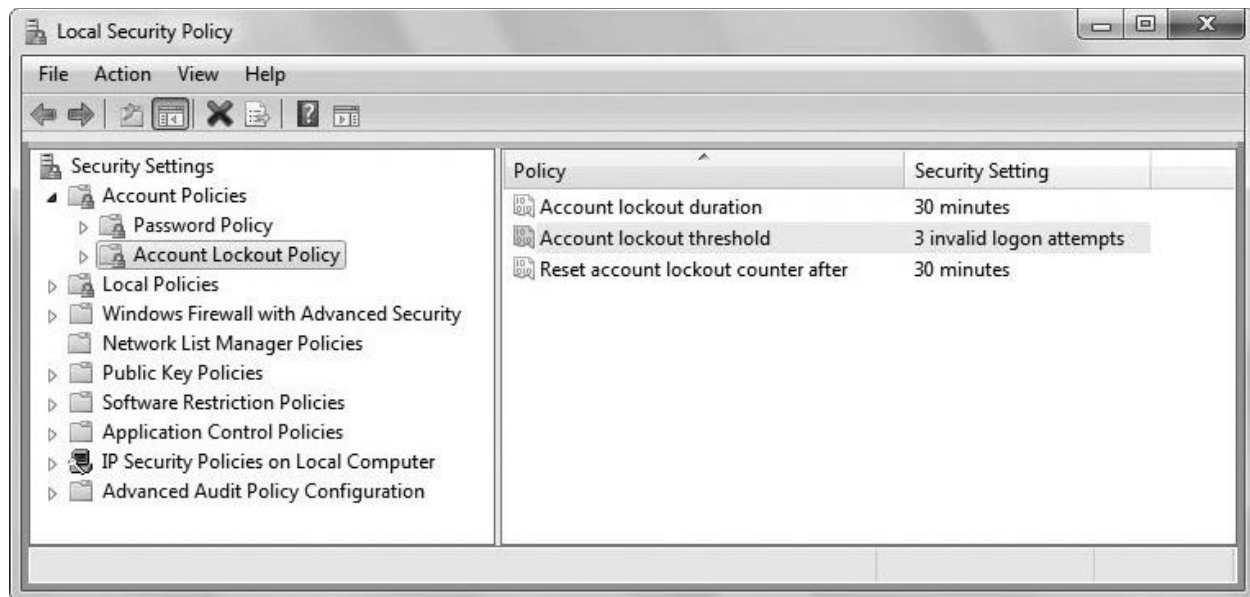 Local Security Policy
File Action View Help
Security Settings
Account Policies
Password Policy
Account Lockout Policy
Local Policies
Windows Firewall with Advanced Security
Network List Manager Policies
Public Key Policies
Software Restriction Policies
Application Control Policies
IP Security Policies on Local Computer
Advanced Audit Policy Configuration
Policy Security Setting
Account lockout duration 30 minutes
Account lockout threshold 3 invalid logon attempts
Reset account lockout counter after 30 minutes